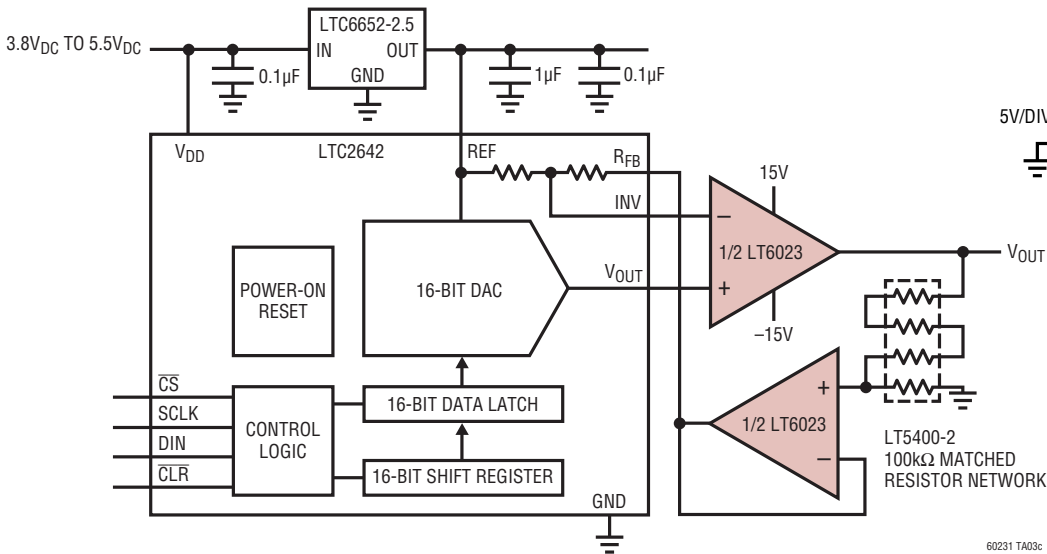 LTC6652-2.5
3.8VDC TO 5.5VDC
IN
OUT
GND
0.1µF
1µF
0.1µF
5V/DIV
VDD
LTC2642
REF
RFB
INV
15V
1/2 LT6023
VOUT
–
+
VOUT
–15V
POWER-ON
RESET
16-BIT DAC
CS
SCLK
DIN
CLR
CONTROL
LOGIC
16-BIT DATA LATCH
16-BIT SHIFT REGISTER
GND
1/2 LT6023
+
–
LT5400-2
100kΩ MATCHED
RESISTOR NETWORK
60231 TA03c